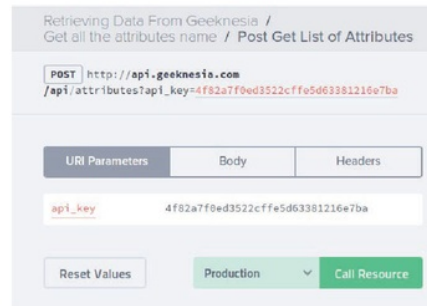 Retrieving Data From Geeknesia /
Get all the attributes name / Post Get List of Attributes
POST http://api.geeknesia.com
/api/attributes?api_key=4f82a7f0ed3522cffe5d63381216e7ba
URI Parameters Body Headers
api_key 4f82a7f0ed3522cffe5d63381216e7ba
Reset Values Production Call Resource